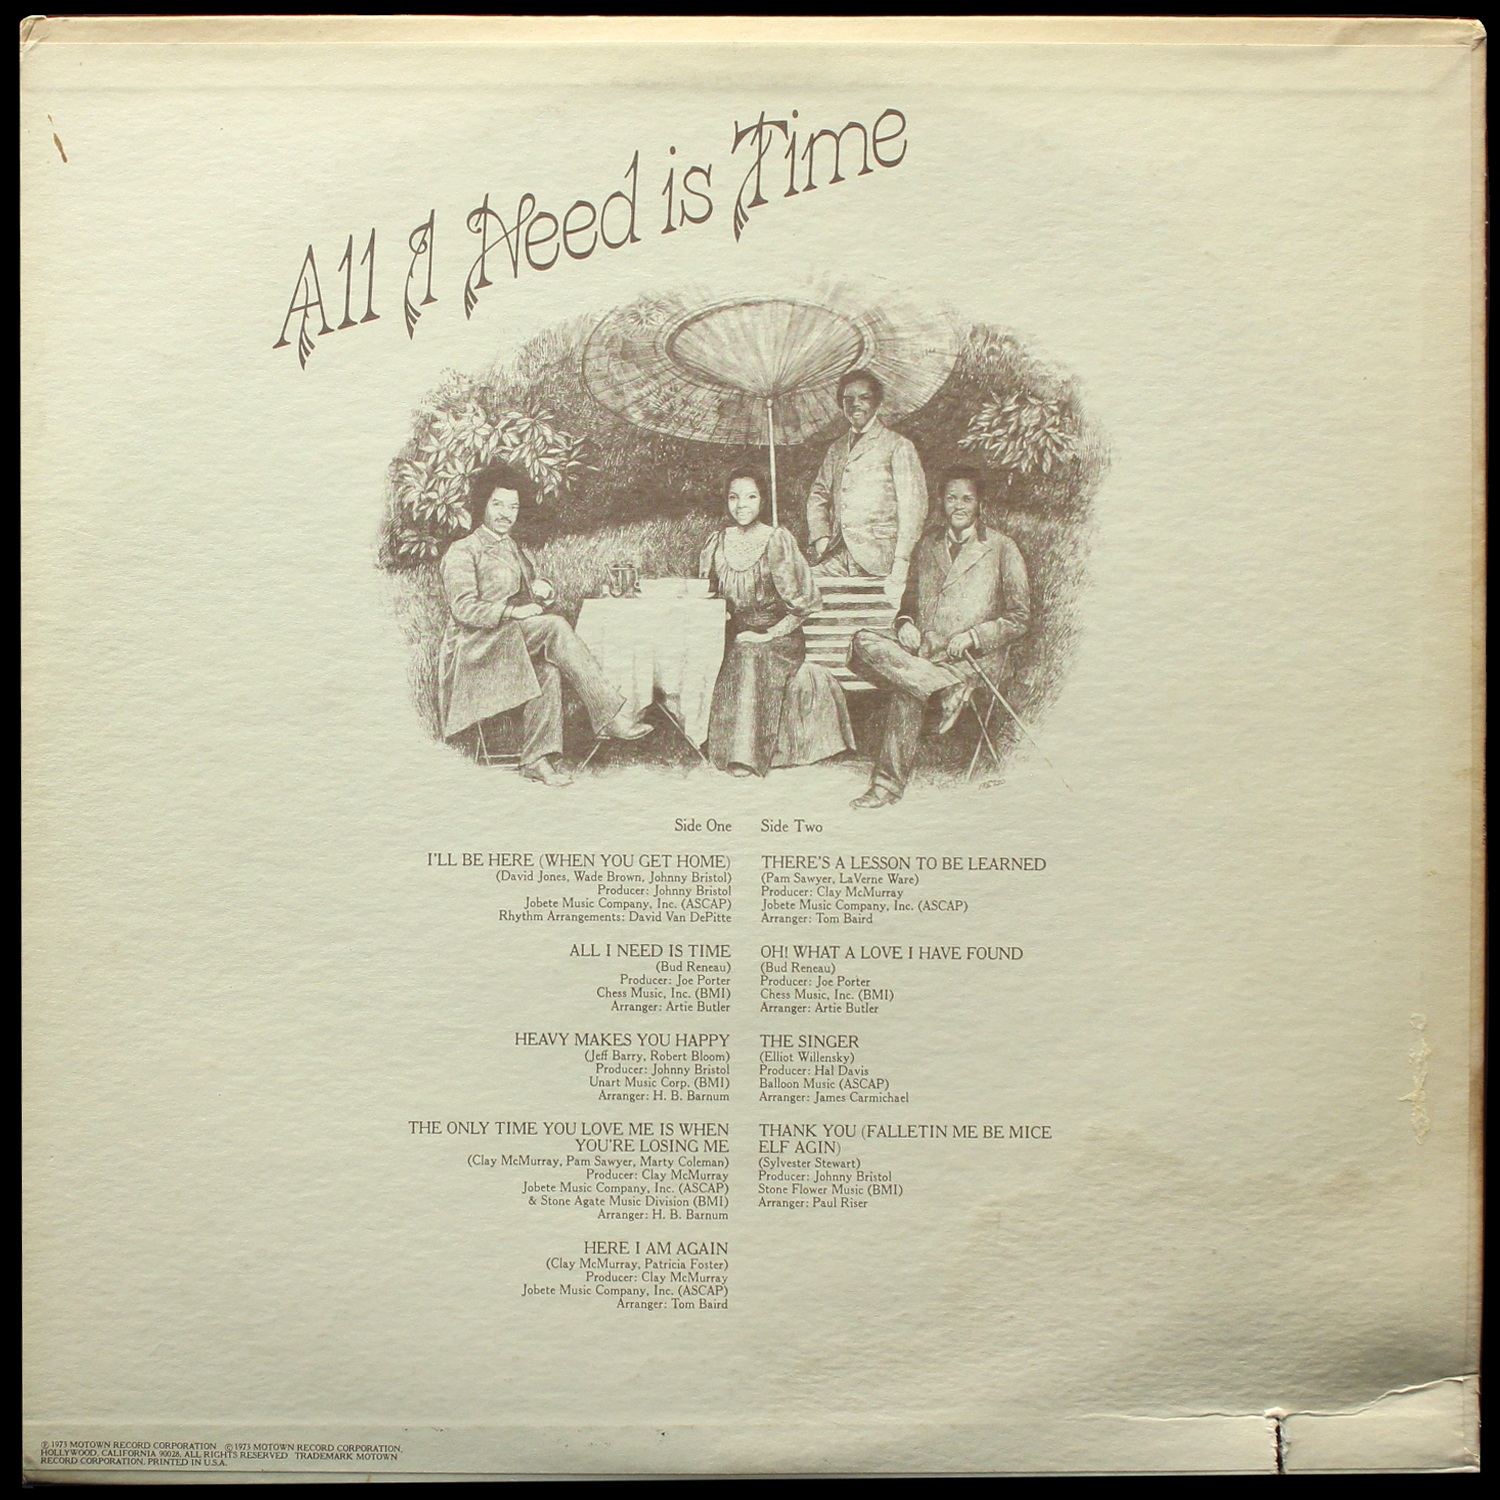 All I Need is Time
Side One
I'LL BE HERE (WHEN YOU GET HOME)
(David Jones, Wade Brown, Johnny Bristol)
Producer: Johnny Bristol
Jobete Music Company, Inc. (ASCAP)
Rhythm Arrangements: David Van DePitte
ALL I NEED IS TIME
(Bud Reneau)
Producer: Joe Porter
Chess Music, Inc. (BMI)
Arranger: Artie Butler
HEAVY MAKES YOU HAPPY
(Jeff Barry, Robert Bloom)
Producer: Johnny Bristol
Unart Music Corp. (BMI)
Arranger: H. B. Barnum
THE ONLY TIME YOU LOVE ME IS WHEN
YOU'RE LOSING ME
(Clay McMurray, Pam Sawyer, Marty Coleman)
Producer: Clay McMurray
Jobete Music Company, Inc. (ASCAP)
& Stone Agate Music Division (BMI)
Arranger: H. B. Barnum
HERE I AM AGAIN
(Clay McMurray, Patricia Foster)
Producer: Clay McMurray
Jobete Music Company, Inc. (ASCAP)
Arranger: Tom Baird
Side Two
THERE'S A LESSON TO BE LEARNED
(Pam Sawyer, LaVerne Ware)
Producer: Clay McMurray
Jobete Music Company, Inc. (ASCAP)
Arranger: Tom Baird
OH! WHAT A LOVE I HAVE FOUND
(Bud Reneau)
Producer: Joe Porter
Chess Music, Inc. (BMI)
Arranger: Artie Butler
THE SINGER
(Elliot Willensky)
Producer: Hal Davis
Balloon Music (ASCAP)
Arranger: James Carmichael
THANK YOU (FALLETIN ME BE MICE
ELF AGIN)
(Sylvester Stewart)
Producer: Johnny Bristol
Stone Flower Music (BMI)
Arranger: Paul Riser
℗ 1973 MOTOWN RECORD CORPORATION © 1973 MOTOWN RECORD CORPORATION,
HOLLYWOOD, CALIFORNIA 90028, ALL RIGHTS RESERVED TRADEMARK MOTOWN
RECORD CORPORATION, PRINTED IN U.S.A.